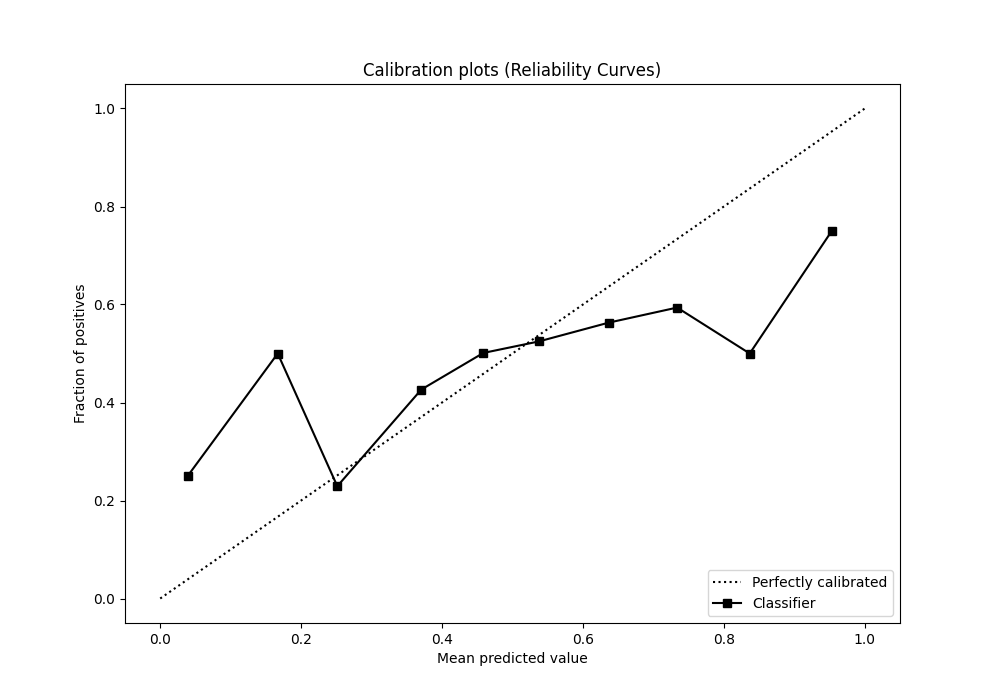 Calibration plots (Reliability Curves)
1.0
0.8
0.6
0.4
0.2
0.0
Fraction of positives
0.0 0.2 0.4 0.6 0.8 1.0
Mean predicted value
Perfectly calibrated
Classifier